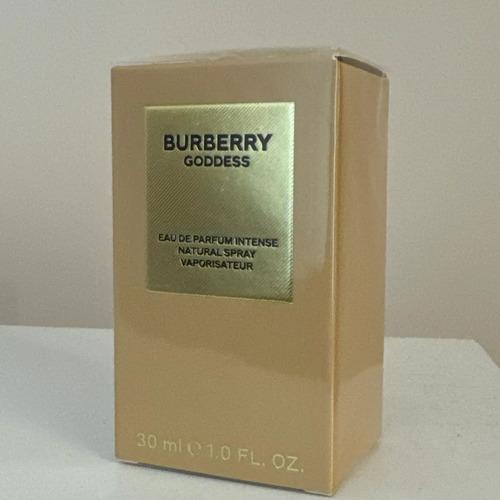 BURBERRY
GODDESS
EAU DE PARFUM INTENSE
NATURAL SPRAY
VAPORISATEUR
30 ml ℮ 1.0 FL. OZ.